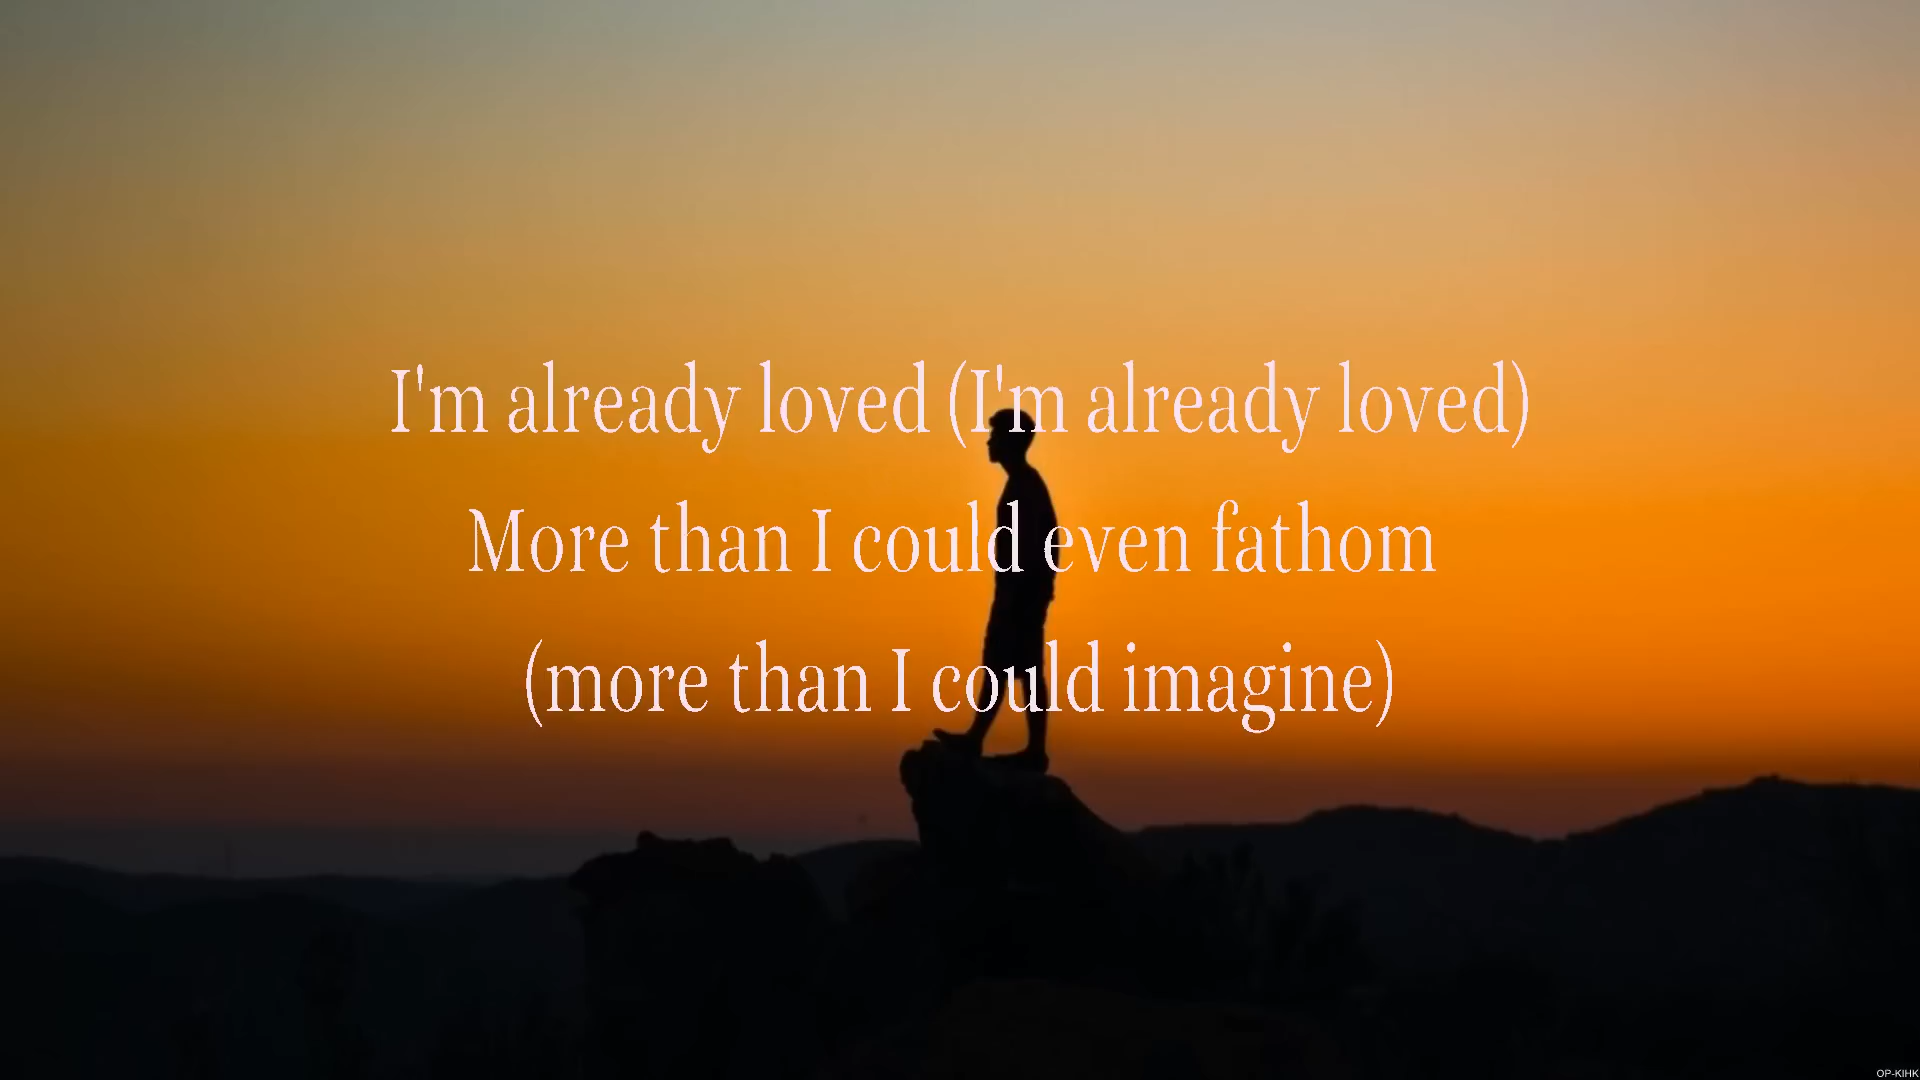 I'm already loved (I'm already loved)
More than I could even fathom
(more than I could imagine)
OP-KIHK